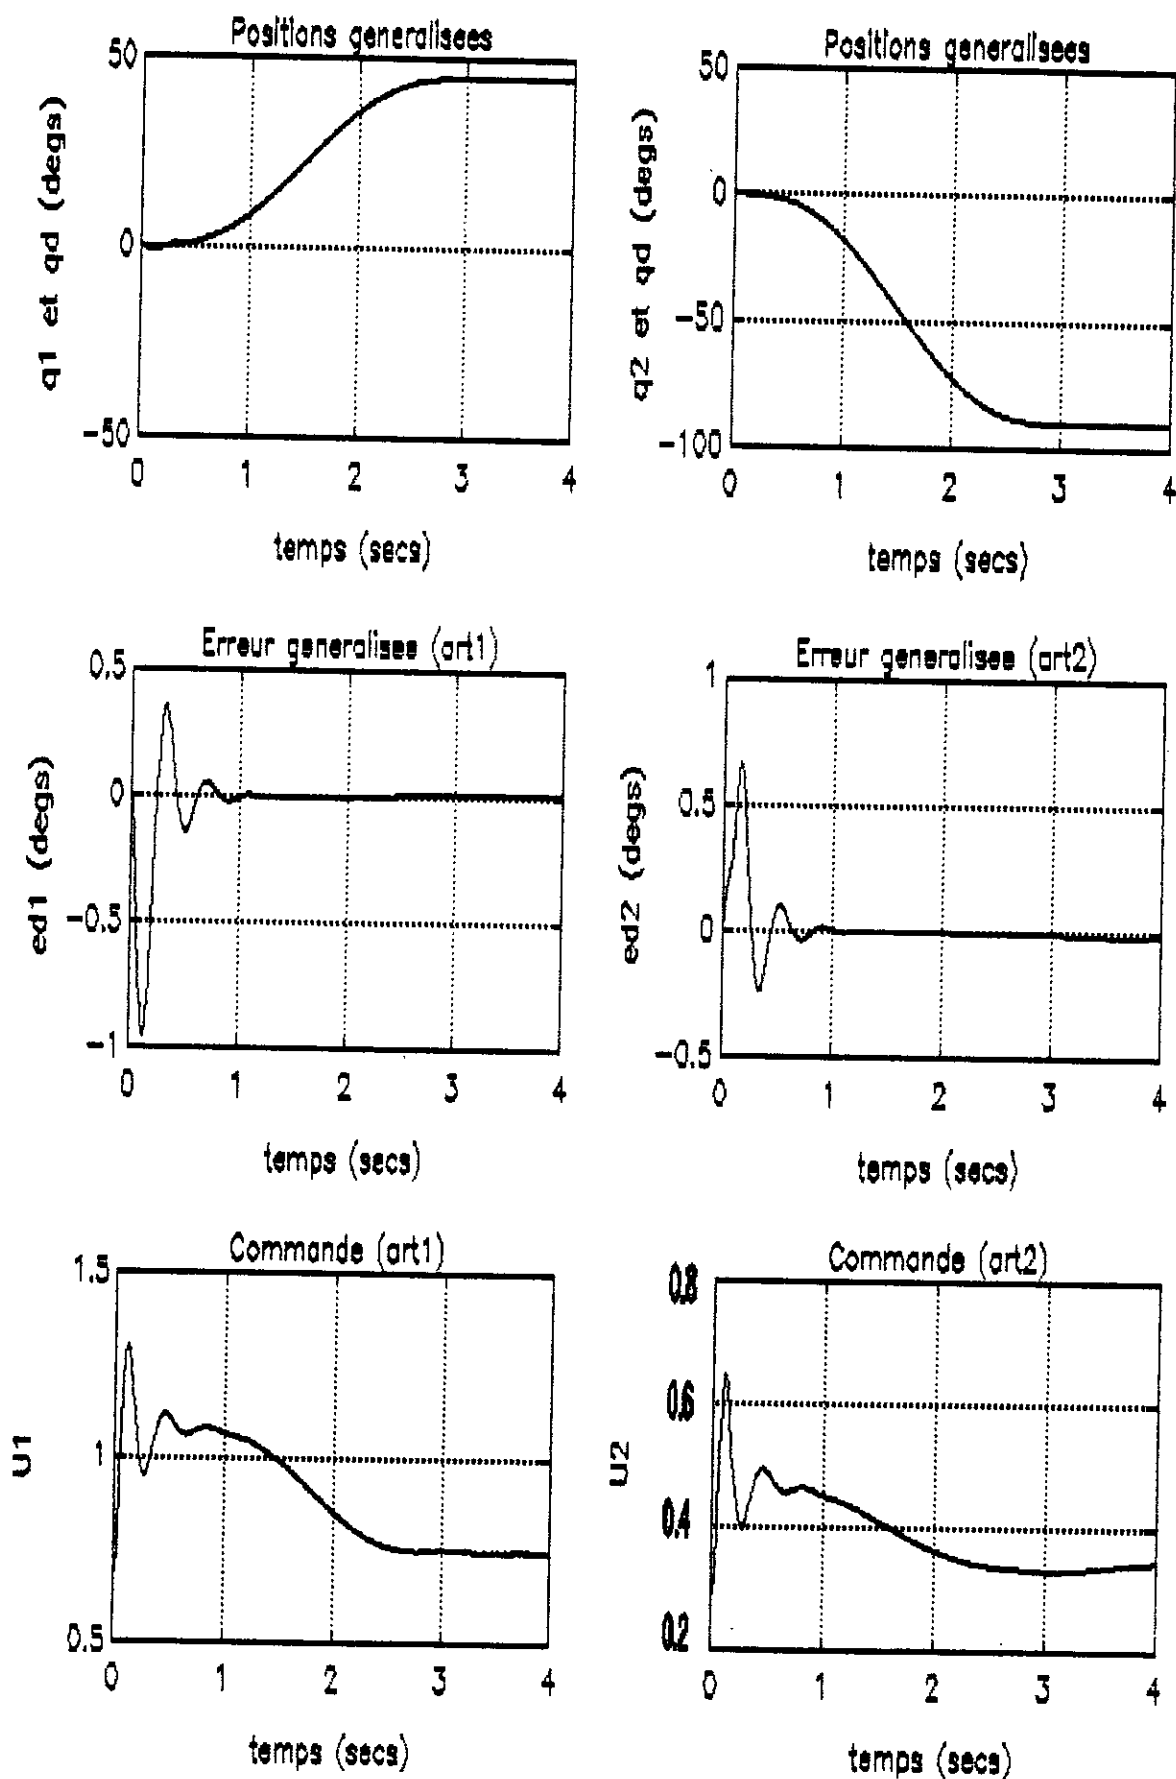 Positions generalisees
50
0
-50
q1 et qd (degs)
0 1 2 3 4
temps (secs)
Positions generalisees
50
0
-50
-100
q2 et qd (degs)
0 1 2 3 4
temps (secs)
Erreur generalisee (art1)
0.5
0
-0.5
-1
ed1 (degs)
0 1 2 3 4
temps (secs)
Erreur generalisee (art2)
1
0.5
0
-0.5
ed2 (degs)
0 1 2 3 4
temps (secs)
Commande (art1)
1.5
1
0.5
U1
0 1 2 3 4
temps (secs)
Commande (art2)
0.8
0.6
0.4
0.2
U2
0 1 2 3 4
temps (secs)